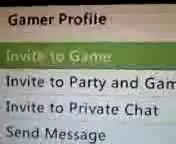 Gamer Profile
Invite to Game
Invite to Party and Gam
Invite to Private Chat
Send Message